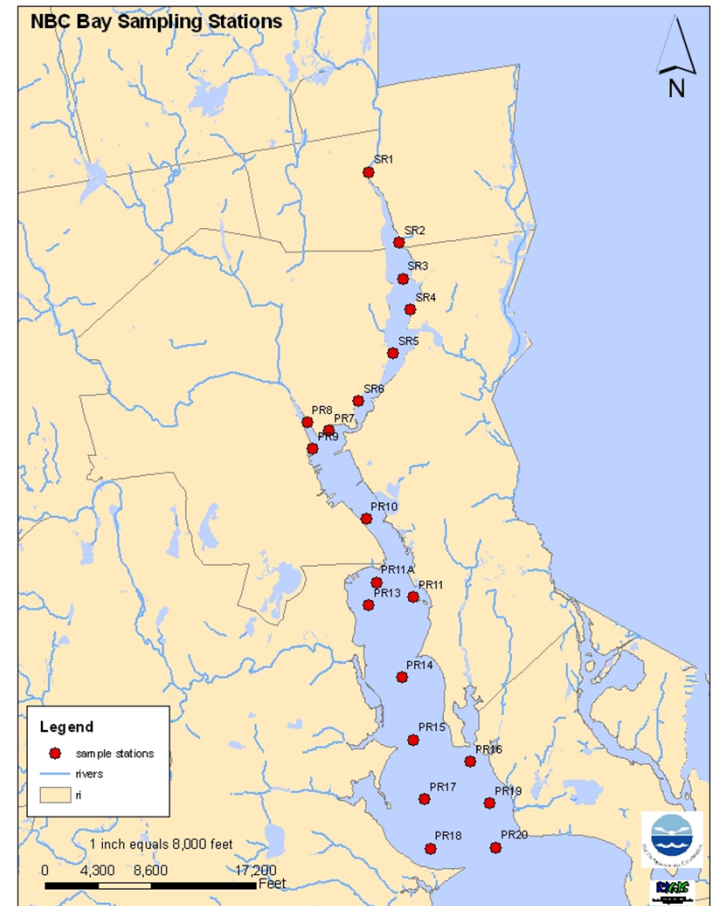 NBC Bay Sampling Stations
N
SR1
SR2
SR3
SR4
SR5
SR6
PR8
PR7
PR9
PR10
PR11A
PR11
PR13
PR14
PR15
PR16
PR17
PR19
PR18
PR20
Legend
sample stations
rivers
ri
1 inch equals 8,000 feet
0 4,300 8,600 17,200
Feet